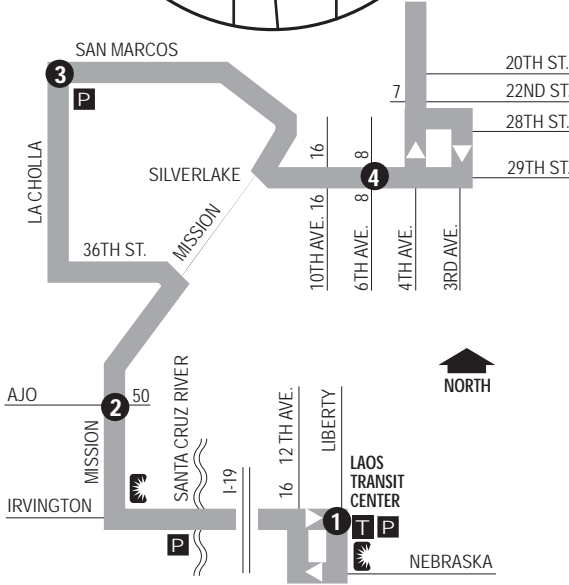 SAN MARCOS
3
P
LA CHOLLA
20TH ST.
7
22ND ST.
28TH ST.
29TH ST.
SILVERLAKE
16
8
4
MISSION
36TH ST.
16
8
10TH AVE.
6TH AVE.
4TH AVE.
3RD AVE.
NORTH
AJO
2
50
MISSION
SANTA CRUZ RIVER
I-19
16
12 TH AVE.
LIBERTY
LAOS
TRANSIT
CENTER
IRVINGTON
1
T P
P
NEBRASKA